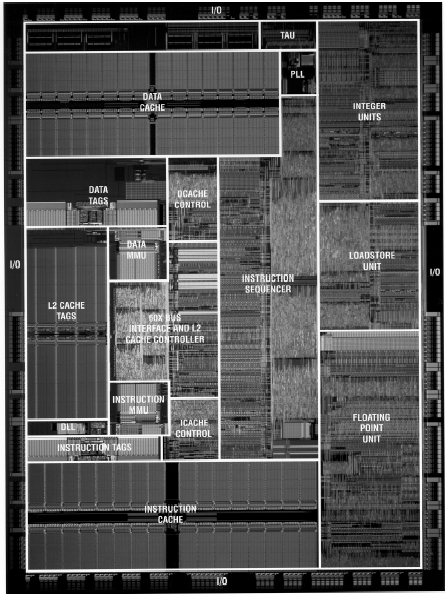 I/O
TAU
PLL
DATA
CACHE
INTEGER
UNITS
DATA
TAGS
DCACHE
CONTROL
DATA
MMU
LOADSTORE
UNIT
I/O
I/O
L2 CACHE
TAGS
INSTRUCTION
SEQUENCER
60X BUS
INTERFACE AND L2
CACHE CONTROLLER
INSTRUCTION
MMU
ICACHE
CONTROL
FLOATING
POINT
UNIT
DLL
INSTRUCTION TAGS
INSTRUCTION
CACHE
I/O